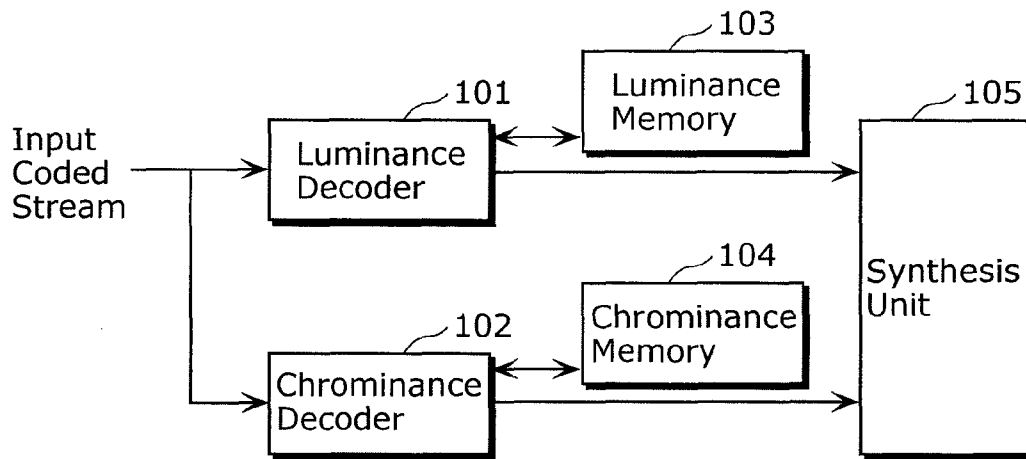 103
Luminance
Memory
101
105
Input
Coded
Stream
Luminance
Decoder
104
Synthesis
Unit
Chrominance
Memory
102
Chrominance
Decoder